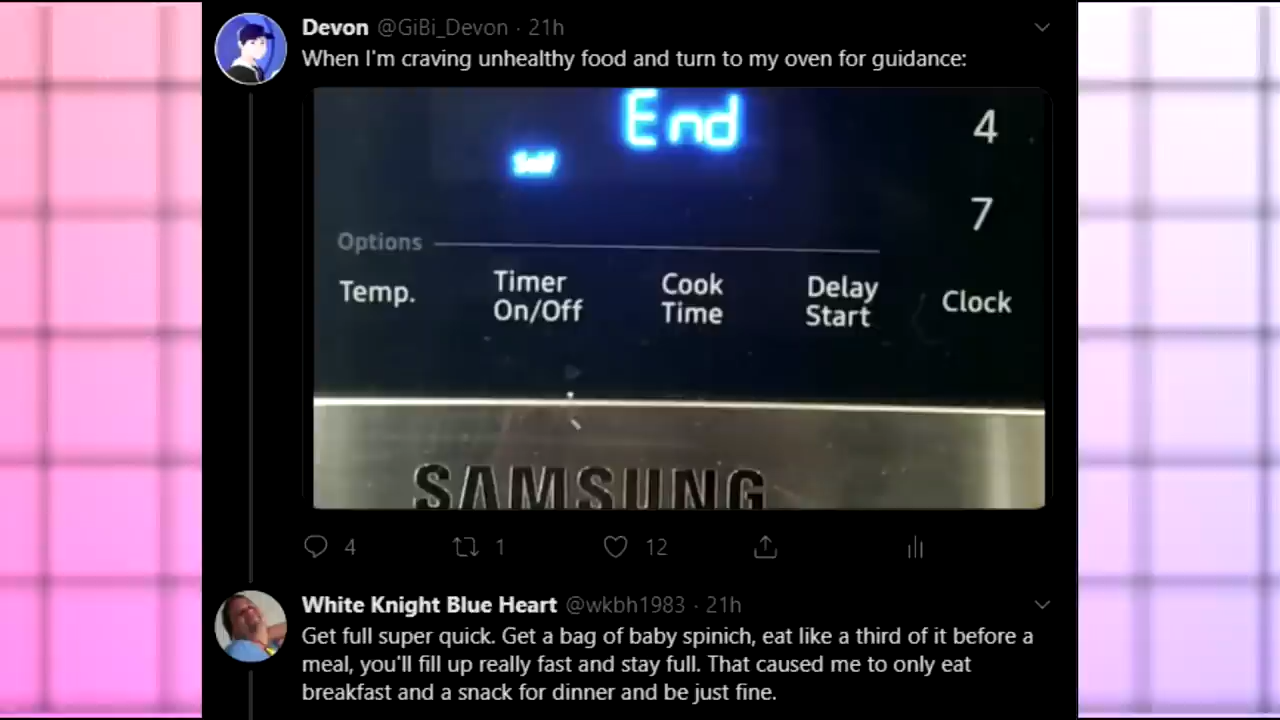 Devon @GiBi_Devon · 21h
When I'm craving unhealthy food and turn to my oven for guidance:
End
Self
4
7
Options
Temp.
Timer
On/Off
Cook
Time
Delay
Start
Clock
SAMSUNG
4 1 12
White Knight Blue Heart @wkbh1983 · 21h
Get full super quick. Get a bag of baby spinich, eat like a third of it before a
meal, you'll fill up really fast and stay full. That caused me to only eat
breakfast and a snack for dinner and be just fine.